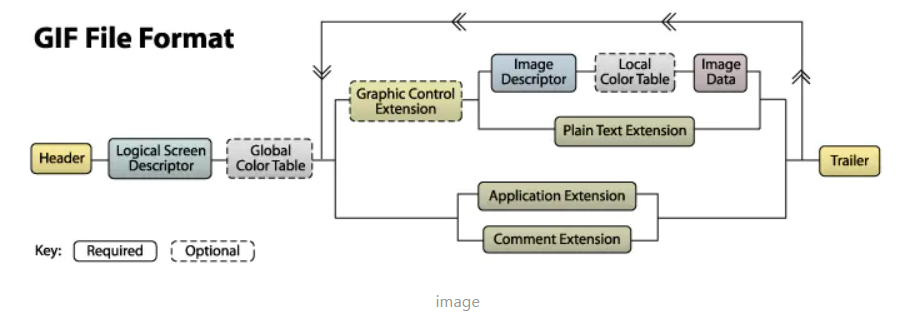 GIF File Format
Image
Descriptor
Local
Color Table
Image
Data
Graphic Control
Extension
Plain Text Extension
Header
Logical Screen
Descriptor
Global
Color Table
Trailer
Application Extension
Comment Extension
Key:
Required
Optional
image